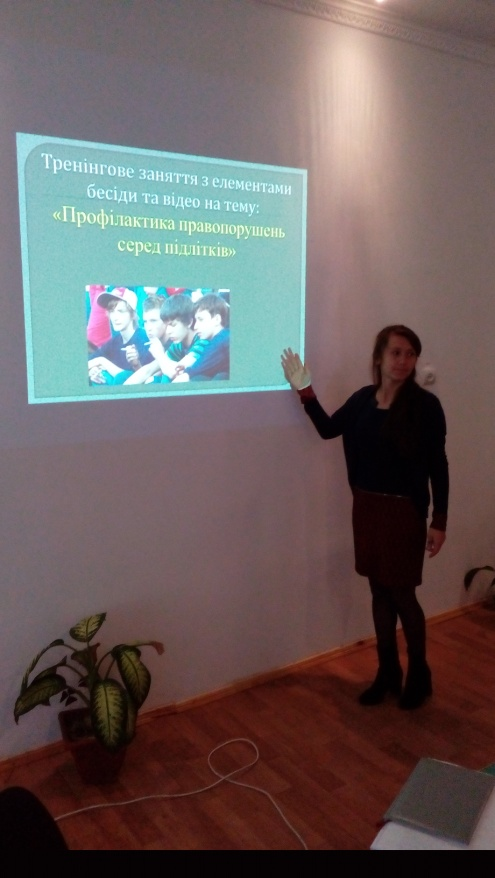 Тренінгове заняття з елементами
бесіди та відео на тему:
«Профілактика правопорушень
серед підлітків»